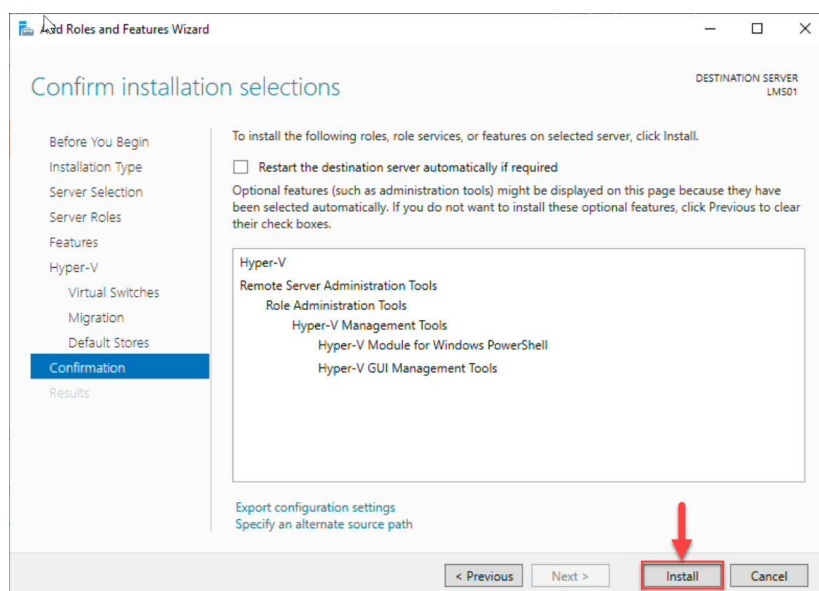 Add Roles and Features Wizard
Confirm installation selections
DESTINATION SERVER
LMS01
Before You Begin
Installation Type
Server Selection
Server Roles
Features
Hyper-V
Virtual Switches
Migration
Default Stores
Confirmation
Results
To install the following roles, role services, or features on selected server, click Install.
Restart the destination server automatically if required
Optional features (such as administration tools) might be displayed on this page because they have
been selected automatically. If you do not want to install these optional features, click Previous to clear
their check boxes.
Hyper-V
Remote Server Administration Tools
Role Administration Tools
Hyper-V Management Tools
Hyper-V Module for Windows PowerShell
Hyper-V GUI Management Tools
Export configuration settings
Specify an alternate source path
< Previous
Next >
Install
Cancel